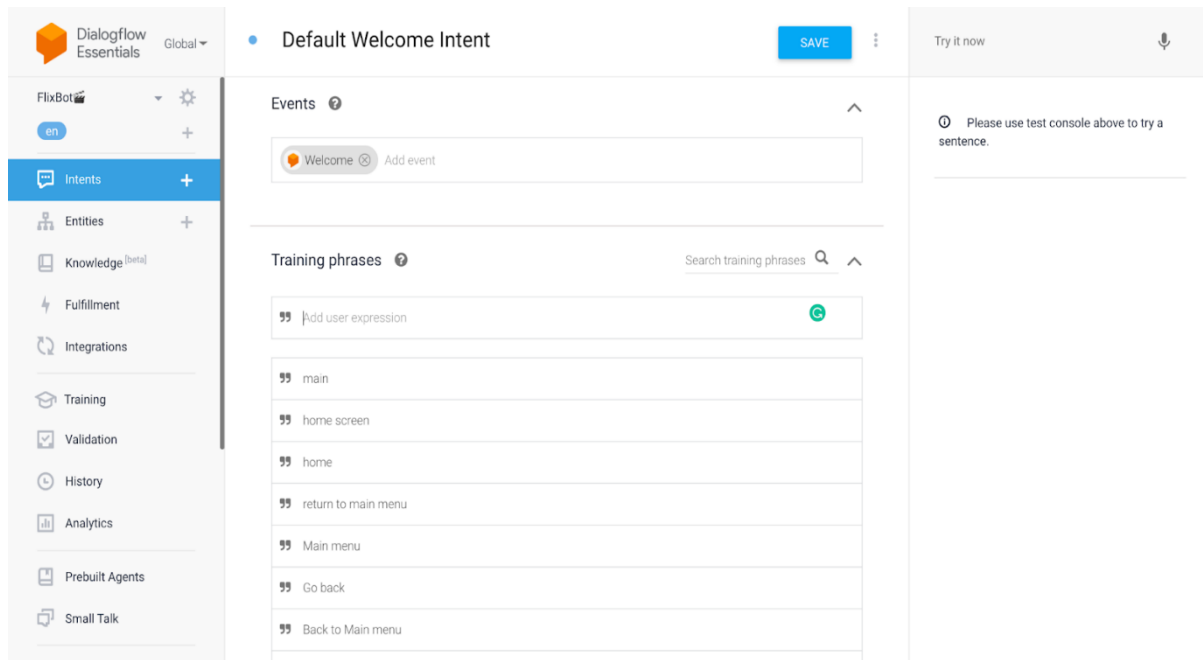 Dialogflow
Essentials
Global
Default Welcome Intent
SAVE
Try it now
FlixBot🎬
en
Intents
Entities
Knowledge [beta]
Fulfillment
Integrations
Training
Validation
History
Analytics
Prebuilt Agents
Small Talk
Events
Welcome
Add event
Training phrases
Search training phrases
Add user expression
main
home screen
home
return to main menu
Main menu
Go back
Back to Main menu
Please use test console above to try a
sentence.